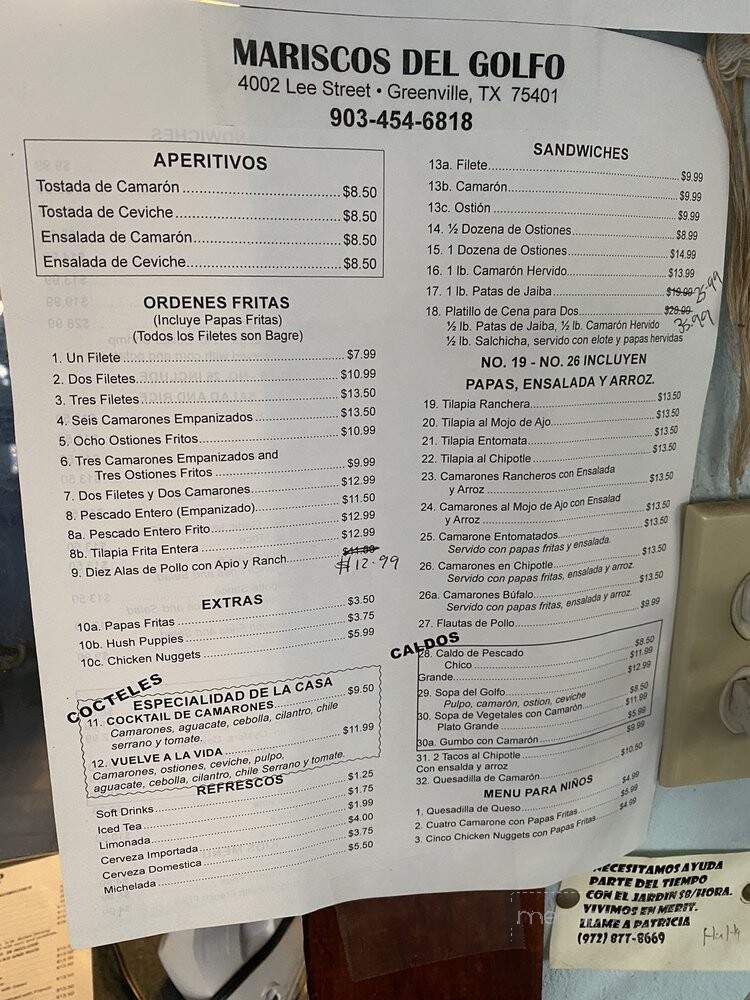 MARISCOS DEL GOLFO
4002 Lee Street • Greenville, TX 75401
903-454-6818
APERITIVOS
Tostada de Camarón $8.50
Tostada de Ceviche $8.50
Ensalada de Camarón $8.50
Ensalada de Ceviche $8.50
ORDENES FRITAS
(Incluye Papas Fritas)
(Todos los Filetes son Bagre)
1. Un Filete $7.99
2. Dos Filetes $10.99
3. Tres Filetes $13.50
4. Seis Camarones Empanizados $13.50
5. Ocho Ostiones Fritos $10.99
6. Tres Camarones Empanizados and
Tres Ostiones Fritos $9.99
7. Dos Filetes y Dos Camarones $12.99
8. Pescado Entero (Empanizado) $11.50
8a. Pescado Entero Frito $12.99
8b. Tilapia Frita Entera $12.99
9. Diez Alas de Pollo con Apio y Ranch $12.99
EXTRAS
10a. Papas Fritas $3.50
10b. Hush Puppies $3.75
10c. Chicken Nuggets $5.99
COCTELES
ESPECIALIDAD DE LA CASA
11. COCKTAIL DE CAMARONES $9.50
Camarones, aguacate, cebolla, cilantro, chile
serrano y tomate.
12. VUELVE A LA VIDA $11.99
Camarones, ostiones, ceviche, pulpo,
aguacate, cebolla, cilantro, chile Serrano y tomate.
REFRESCOS
Soft Drinks $1.25
Iced Tea $1.75
Limonada $1.99
Cerveza Importada $4.00
Cerveza Domestica $3.75
Michelada $5.50
SANDWICHES
13a. Filete $9.99
13b. Camarón $9.99
13c. Ostión $9.99
14. ½ Dozena de Ostiones $8.99
15. 1 Dozena de Ostiones $14.99
16. 1 lb. Camarón Hervido $13.99
17. 1 lb. Patas de Jaiba $19.99 25.99
18. Platillo de Cena para Dos $28.99 35.99
½ lb. Patas de Jaiba, ½ lb. Camarón Hervido
½ lb. Salchicha, servido con elote y papas hervidas
NO. 19 - NO. 26 INCLUYEN
PAPAS, ENSALADA Y ARROZ.
19. Tilapia Ranchera $13.50
20. Tilapia al Mojo de Ajo $13.50
21. Tilapia Entomata $13.50
22. Tilapia al Chipotle $13.50
23. Camarones Rancheros con Ensalada
y Arroz $13.50
24. Camarones al Mojo de Ajo con Ensalad
y Arroz $13.50
25. Camarone Entomatados $13.50
Servido con papas fritas y ensalada.
26. Camarones en Chipotle $13.50
Servido con papas fritas, ensalada y arroz.
26a. Camarones Búfalo $13.50
Servido con papas fritas, ensalada y arroz.
27. Flautas de Pollo $9.99
CALDOS
28. Caldo de Pescado
Chico $8.50
Grande $11.99
29. Sopa del Golfo $12.99
Pulpo, camarón, ostion, ceviche
30. Sopa de Vegetales con Camarón $8.50
Plato Grande $11.99
30a. Gumbo con Camarón $5.99
31. 2 Tacos al Chipotle $9.99
Con ensalda y arroz
32. Quesadilla de Camarón $10.50
MENU PARA NIÑOS
1. Quesadilla de Queso $4.99
2. Cuatro Camarone con Papas Fritas $5.99
3. Cinco Chicken Nuggets con Papas Fritas $4.99
NECESITAMOS AYUDA
PARTE DEL TIEMPO
CON EL JARDIN $8/HORA.
VIVIMOS EN MERIT.
LLAME A PATRICIA
(972) 877-8669